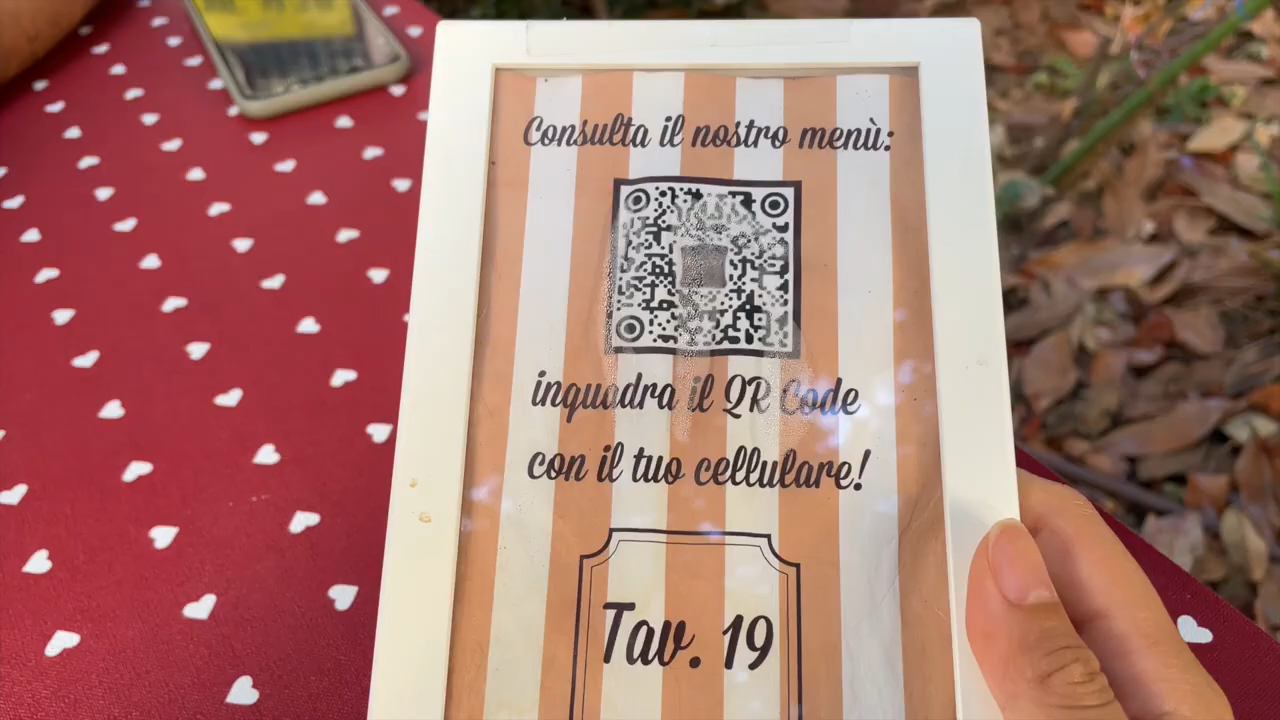 Consulta il nostro menù:
inquadra il QR Code
con il tuo cellulare!
Tav. 19